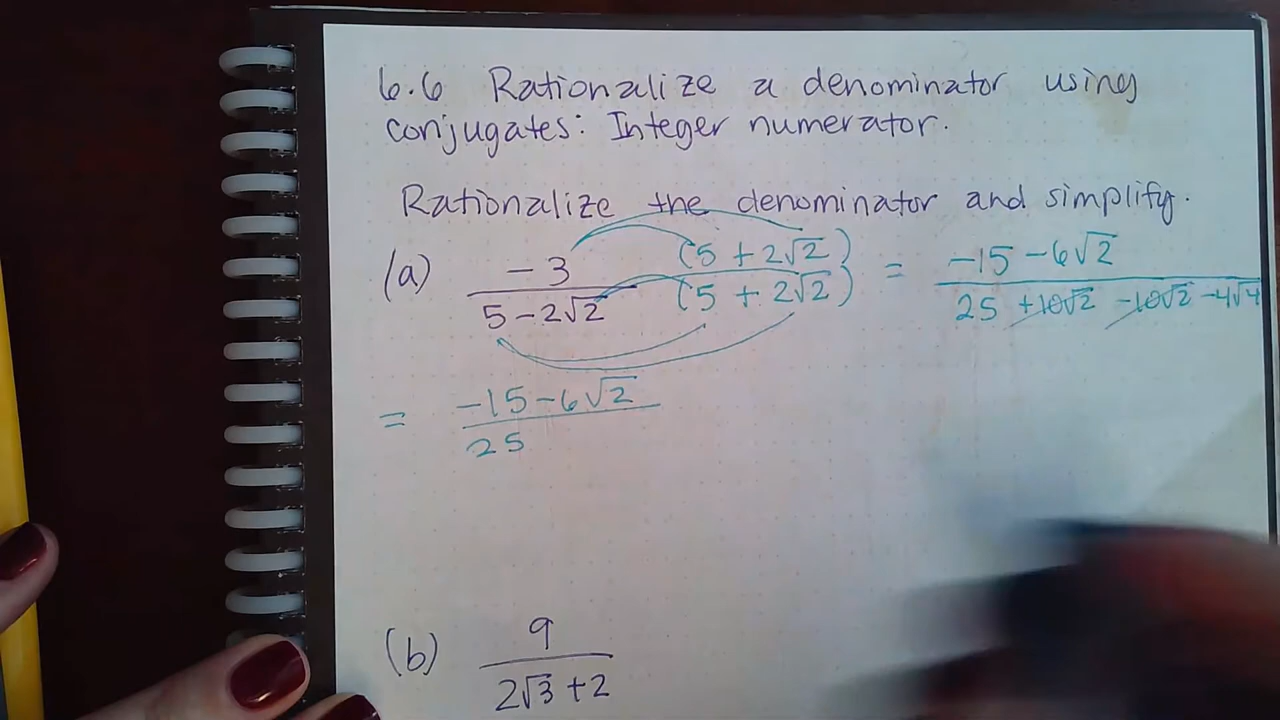 6.6 Rationalize a denominator using
conjugates: Integer numerator.
Rationalize the denominator and simplify.
(a) -3 (5 + 2√2) = -15 - 6√2
5 - 2√2 (5 + 2√2) 25 + 10√2 - 10√2 - 4√4
= -15 - 6√2
25
(b) 9
2√3 + 2